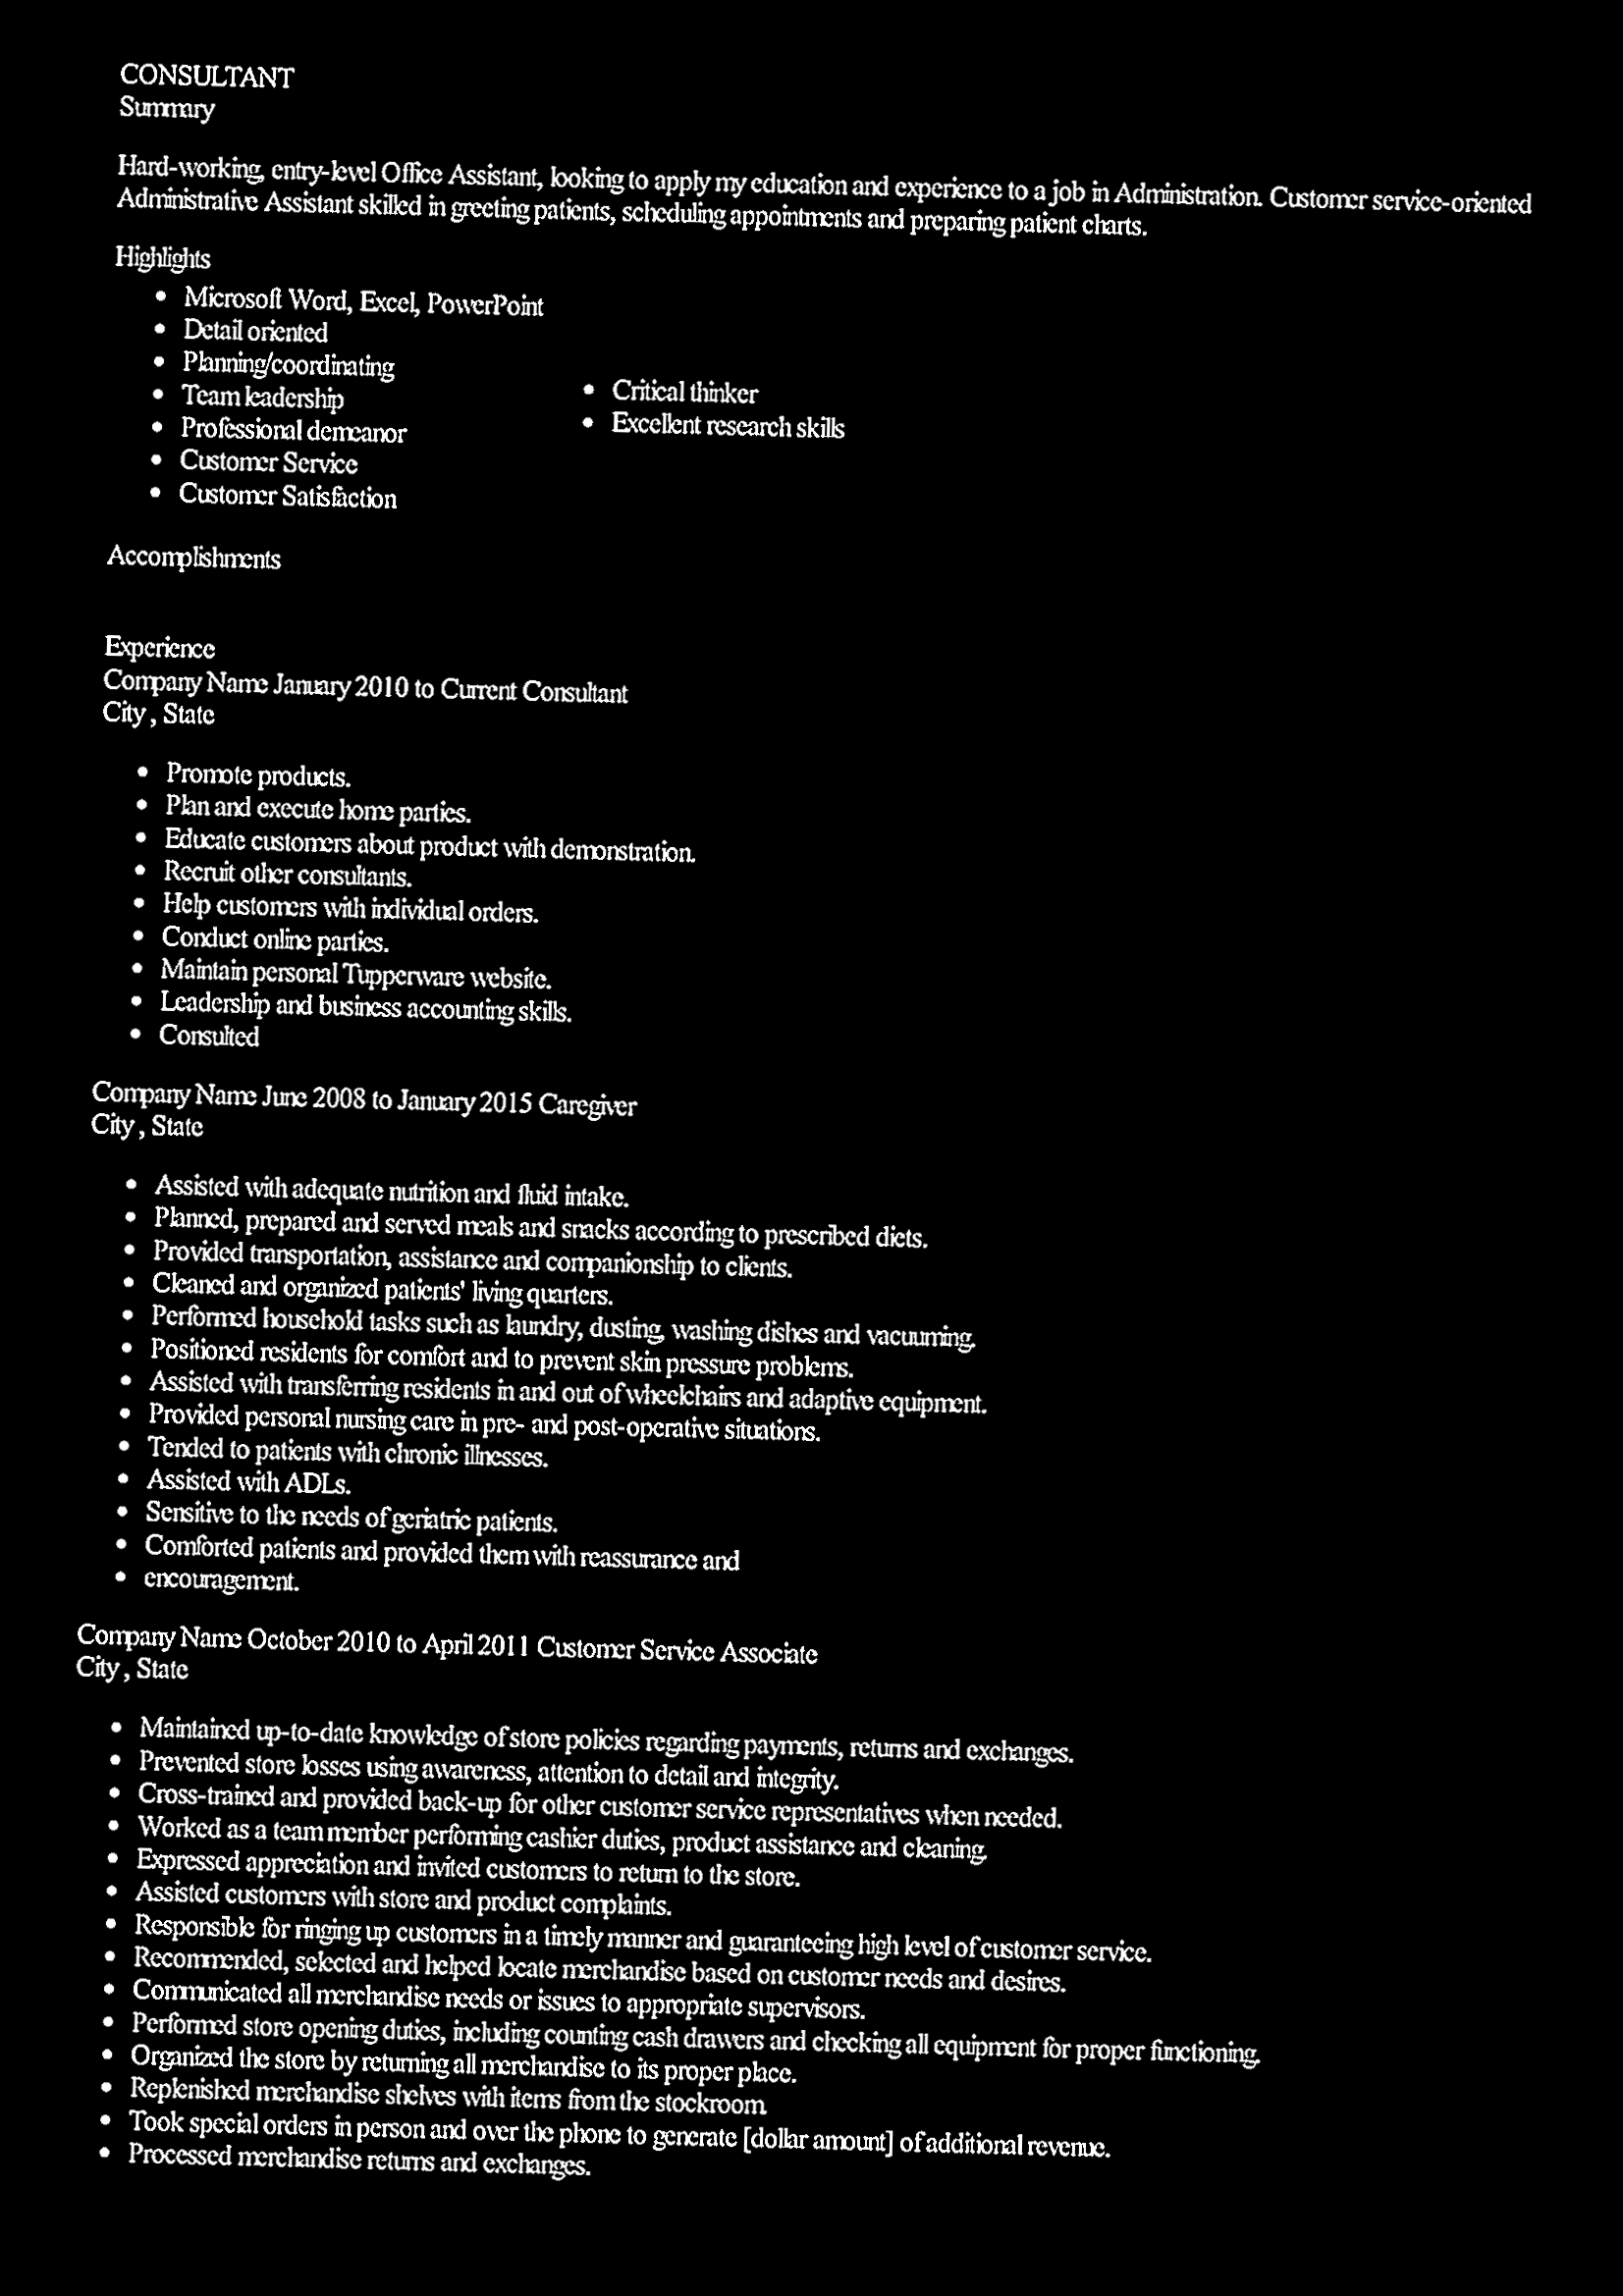 CONSULTANT
Summary
Hard-working, entry-level Office Assistant, looking to apply my education and experience to a job in Administration. Customer service-oriented
Administrative Assistant skilled in greeting patients, scheduling appointments and preparing patient charts.
Highlights
• Microsoft Word, Excel, PowerPoint
• Detail oriented
• Planning/coordinating
• Team leadership
• Professional demeanor
• Customer Service
• Customer Satisfaction
• Critical thinker
• Excellent research skills
Accomplishments
Experience
Company Name January 2010 to Current Consultant
City , State
• Promote products.
• Plan and execute home parties.
• Educate customers about product with demonstration.
• Recruit other consultants.
• Help customers with individual orders.
• Conduct online parties.
• Maintain personal Tupperware website.
• Leadership and business accounting skills.
• Consulted
Company Name June 2008 to January 2015 Caregiver
City , State
• Assisted with adequate nutrition and fluid intake.
• Planned, prepared and served meals and snacks according to prescribed diets.
• Provided transportation, assistance and companionship to clients.
• Cleaned and organized patients' living quarters.
• Performed household tasks such as laundry, dusting, washing dishes and vacuuming.
• Positioned residents for comfort and to prevent skin pressure problems.
• Assisted with transferring residents in and out of wheelchairs and adaptive equipment.
• Provided personal nursing care in pre- and post-operative situations.
• Tended to patients with chronic illnesses.
• Assisted with ADLs.
• Sensitive to the needs of geriatric patients.
• Comforted patients and provided them with reassurance and
• encouragement.
Company Name October 2010 to April 2011 Customer Service Associate
City , State
• Maintained up-to-date knowledge of store policies regarding payments, returns and exchanges.
• Prevented store losses using awareness, attention to detail and integrity.
• Cross-trained and provided back-up for other customer service representatives when needed.
• Worked as a team member performing cashier duties, product assistance and cleaning.
• Expressed appreciation and invited customers to return to the store.
• Assisted customers with store and product complaints.
• Responsible for ringing up customers in a timely manner and guaranteeing high level of customer service.
• Recommended, selected and helped locate merchandise based on customer needs and desires.
• Communicated all merchandise needs or issues to appropriate supervisors.
• Performed store opening duties, including counting cash drawers and checking all equipment for proper functioning.
• Organized the store by returning all merchandise to its proper place.
• Replenished merchandise shelves with items from the stockroom.
• Took special orders in person and over the phone to generate [dollar amount] of additional revenue.
• Processed merchandise returns and exchanges.